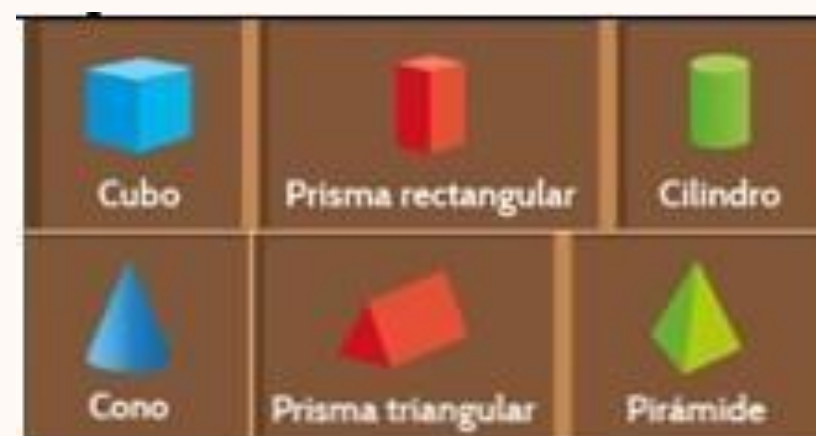 Cubo
Prisma rectangular
Cilindro
Cono
Prisma triangular
Pirámide